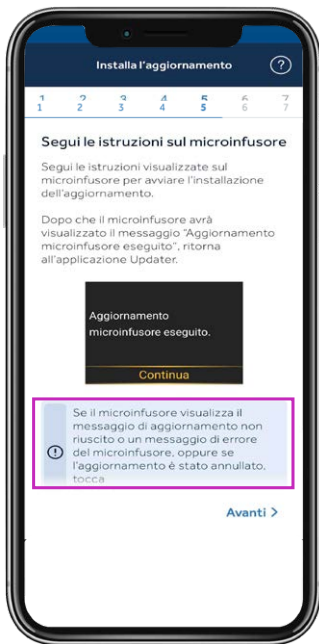 Installa l'aggiornamento ?
1 2 3 4 5 6 7
1 2 3 4 5 6 7
Segui le istruzioni sul microinfusore
Segui le istruzioni visualizzate sul
microinfusore per avviare l'installazione
dell'aggiornamento.
Dopo che il microinfusore avrà
visualizzato il messaggio "Aggiornamento
microinfusore eseguito", ritorna
all'applicazione Updater.
Aggiornamento
microinfusore eseguito.
Continua
Se il microinfusore visualizza il
messaggio di aggiornamento non
riuscito o un messaggio di errore
del microinfusore, oppure se
l'aggiornamento è stato annullato,
tocca
Avanti >